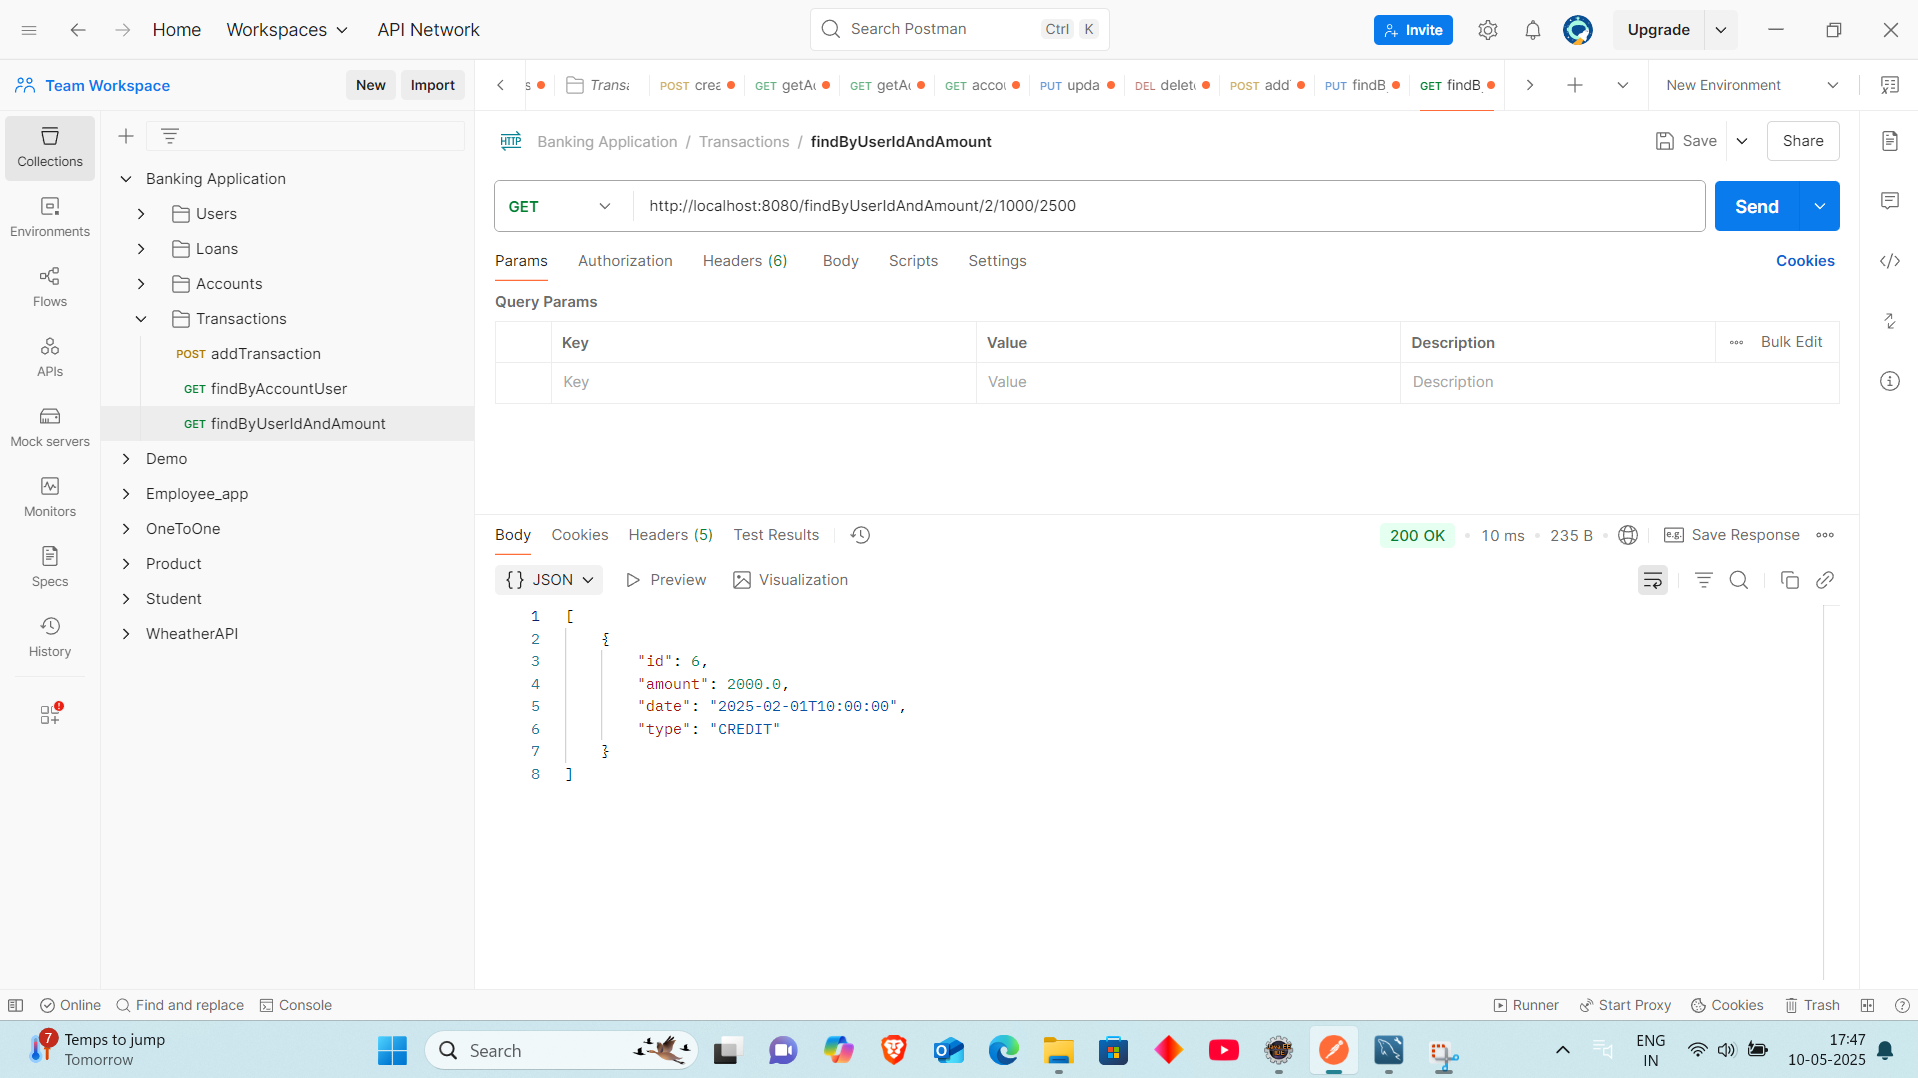 Home
Workspaces
API Network
Search Postman
Ctrl K
Invite
Upgrade
Team Workspace
New
Import
s
Transa
POST crea
GET getA
GET getA
GET accou
PUT upda
DEL delet
POST add
PUT findB
GET findB
New Environment
Collections
Environments
Flows
APIs
Mock servers
Monitors
Specs
History
Banking Application
Users
Loans
Accounts
Transactions
POST addTransaction
GET findByAccountUser
GET findByUserIdAndAmount
Demo
Employee_app
OneToOne
Product
Student
WheatherAPI
HTTP Banking Application / Transactions / findByUserIdAndAmount
Save
Share
GET http://localhost:8080/findByUserIdAndAmount/2/1000/2500
Send
Params Authorization Headers (6) Body Scripts Settings
Cookies
Query Params
Key Value Description
Bulk Edit
Key Value Description
Body Cookies Headers (5) Test Results
200 OK • 10 ms • 235 B •
e.g. Save Response
{} JSON
Preview
Visualization
1 [
2 {
3 "id": 6,
4 "amount": 2000.0,
5 "date": "2025-02-01T10:00:00",
6 "type": "CREDIT"
7 }
8 ]
Online
Find and replace
Console
Runner
Start Proxy
Cookies
Trash
7
Temps to jump
Tomorrow
Search
ENG
IN
17:47
10-05-2025